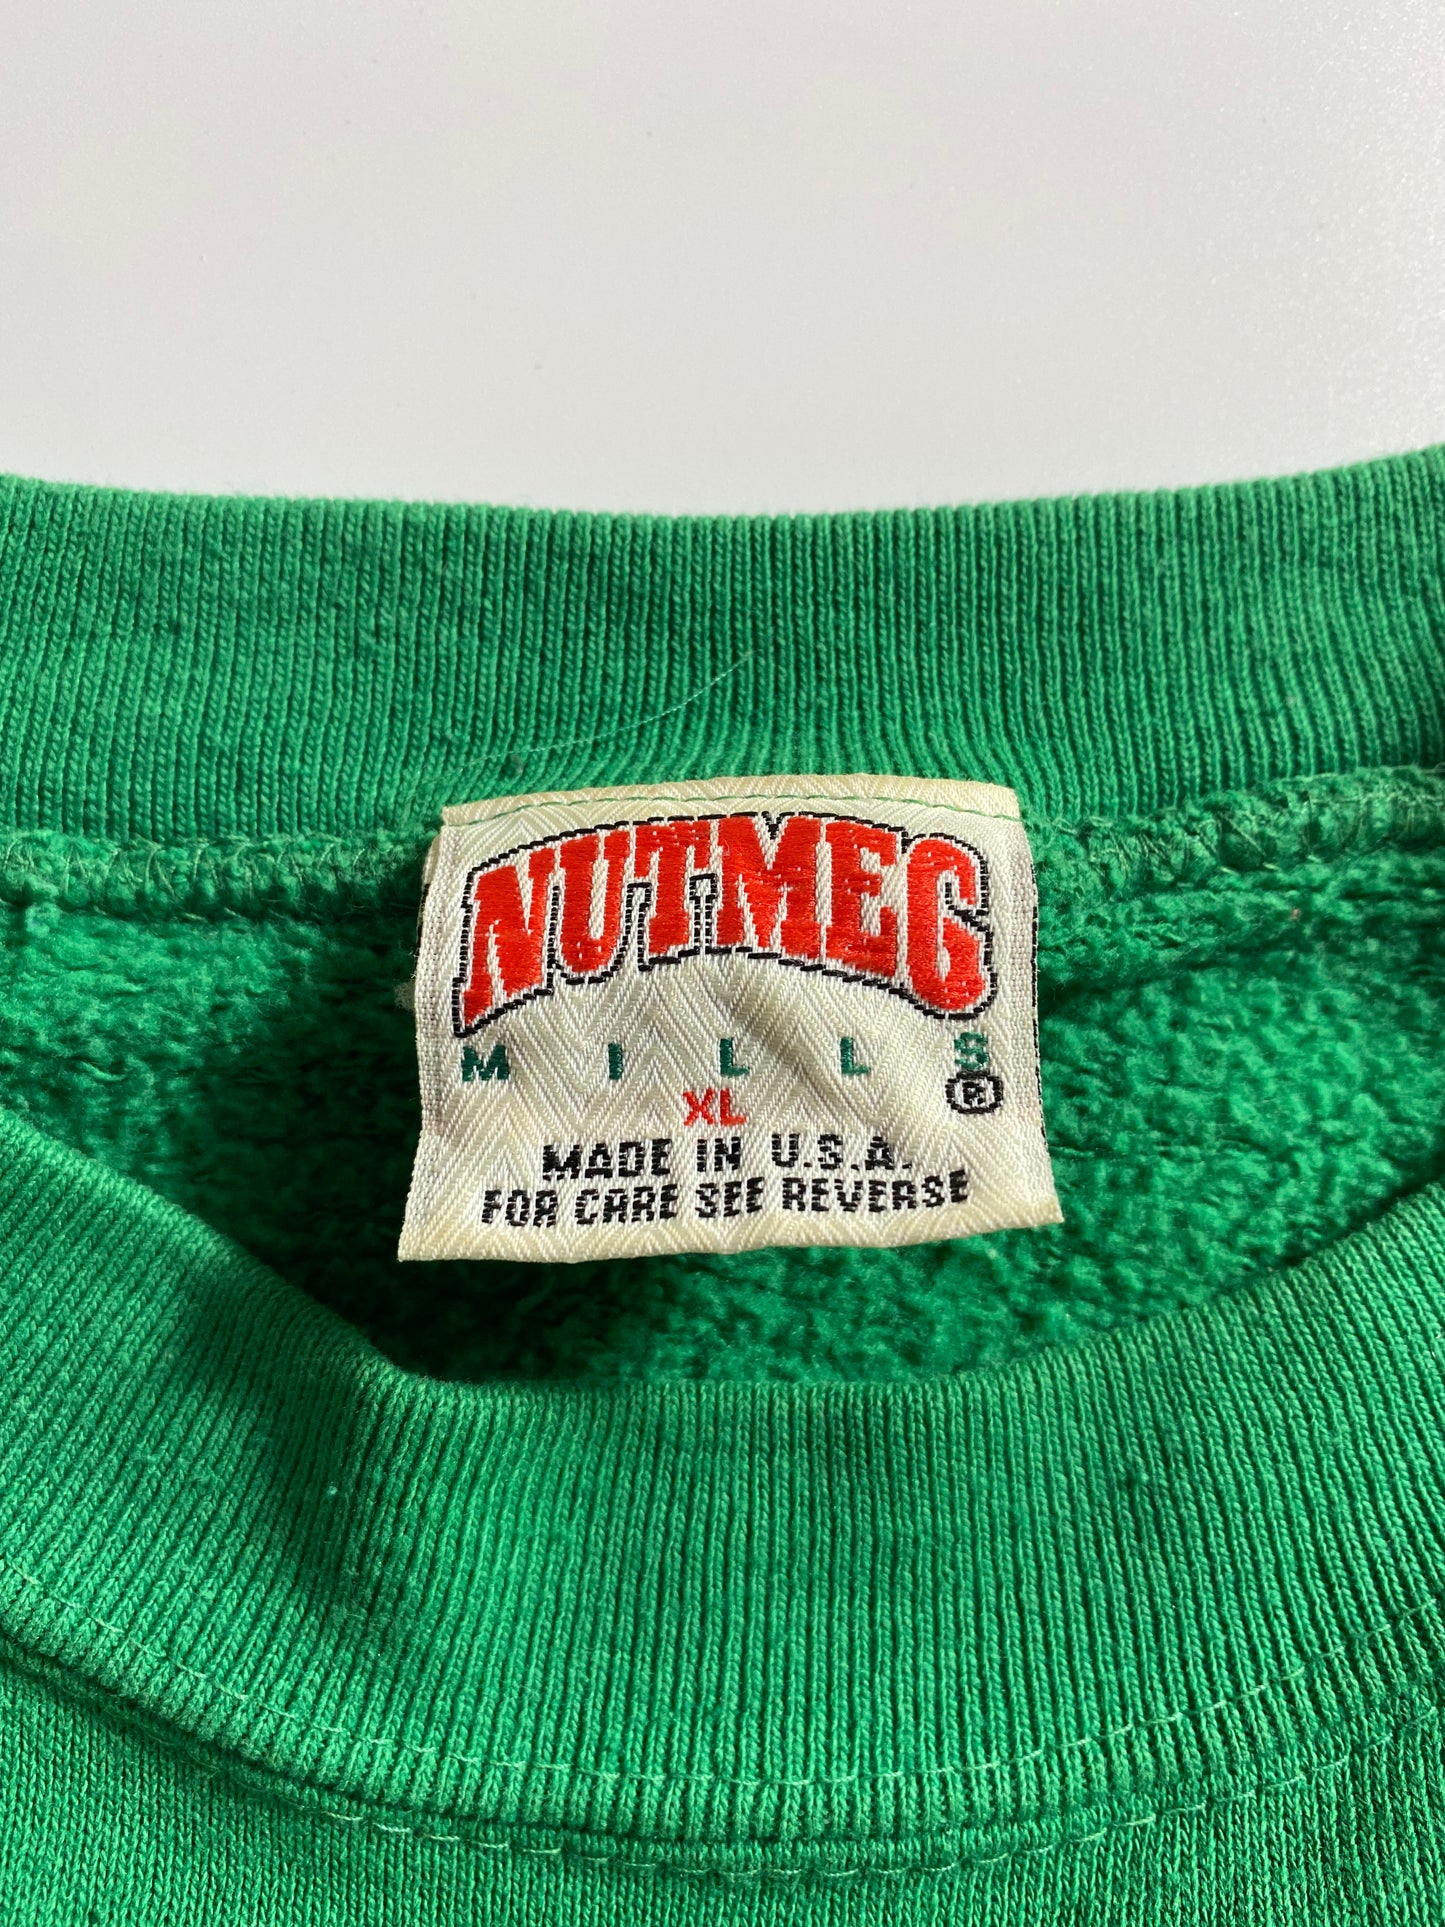 NUTMEG
MILLS
®
XL
MADE IN U.S.A.
FOR CARE SEE REVERSE